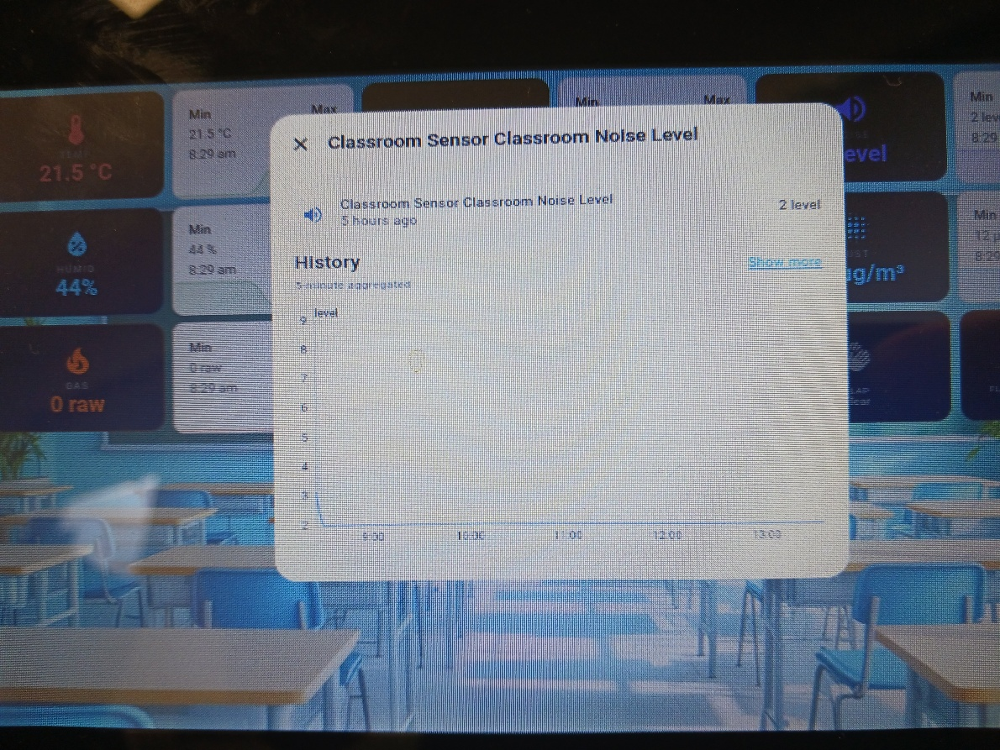 Min
Max
21.5 °C
8:29 am
21.5 °C
Min
44 %
8:29 am
HUMID
44%
Min
0 raw
8:29 am
GAS
0 raw
Min
Max
Classroom Sensor Classroom Noise Level
Classroom Sensor Classroom Noise Level
5 hours ago
2 level
History
Show more
5-minute aggregated
level
9
8
7
6
5
4
3
2
9:00
10:00
11:00
12:00
13:00
evel
Min
2 lev
8:29
Min
12
8:29
g/m³